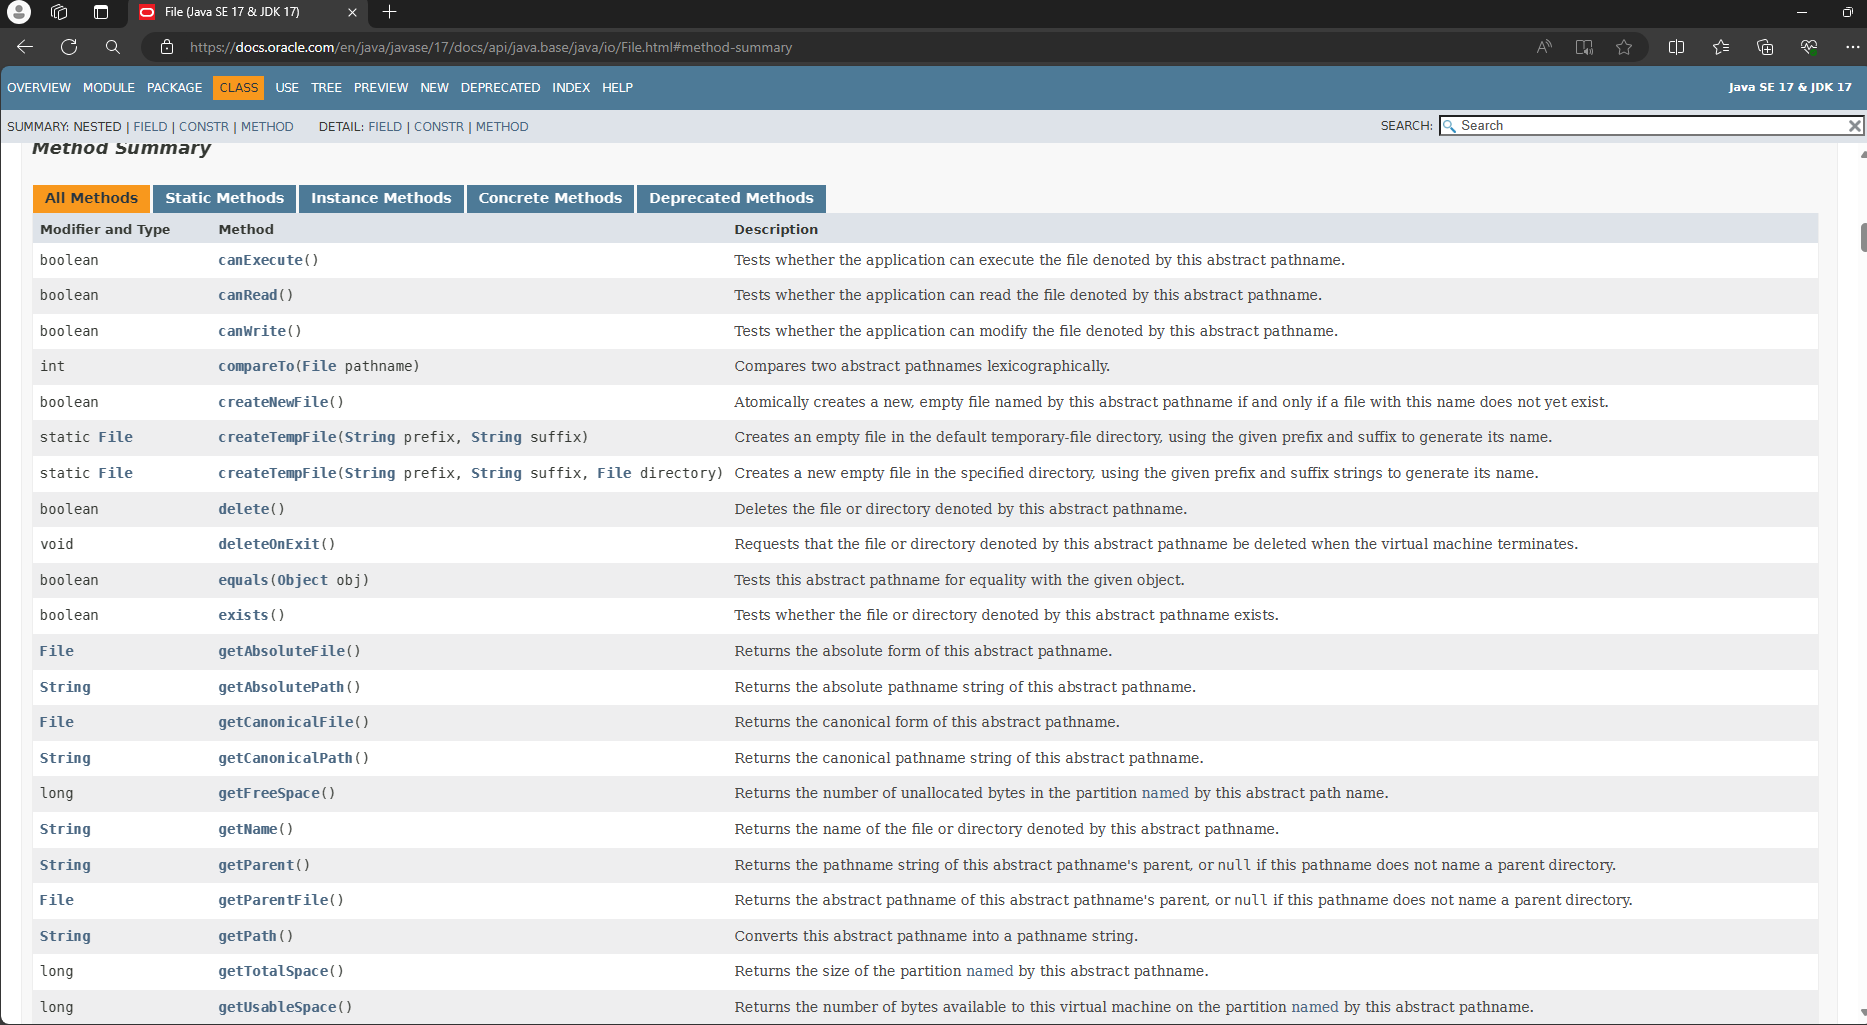 File (Java SE 17 & JDK 17)
https://docs.oracle.com/en/java/javase/17/docs/api/java.base/java/io/File.html#method-summary
OVERVIEW MODULE PACKAGE CLASS USE TREE PREVIEW NEW DEPRECATED INDEX HELP Java SE 17 & JDK 17
SUMMARY: NESTED | FIELD | CONSTR | METHOD DETAIL: FIELD | CONSTR | METHOD SEARCH: Search
Method Summary
All Methods Static Methods Instance Methods Concrete Methods Deprecated Methods
Modifier and Type Method Description
boolean canExecute() Tests whether the application can execute the file denoted by this abstract pathname.
boolean canRead() Tests whether the application can read the file denoted by this abstract pathname.
boolean canWrite() Tests whether the application can modify the file denoted by this abstract pathname.
int compareTo(File pathname) Compares two abstract pathnames lexicographically.
boolean createNewFile() Atomically creates a new, empty file named by this abstract pathname if and only if a file with this name does not yet exist.
static File createTempFile(String prefix, String suffix) Creates an empty file in the default temporary-file directory, using the given prefix and suffix to generate its name.
static File createTempFile(String prefix, String suffix, File directory) Creates a new empty file in the specified directory, using the given prefix and suffix strings to generate its name.
boolean delete() Deletes the file or directory denoted by this abstract pathname.
void deleteOnExit() Requests that the file or directory denoted by this abstract pathname be deleted when the virtual machine terminates.
boolean equals(Object obj) Tests this abstract pathname for equality with the given object.
boolean exists() Tests whether the file or directory denoted by this abstract pathname exists.
File getAbsoluteFile() Returns the absolute form of this abstract pathname.
String getAbsolutePath() Returns the absolute pathname string of this abstract pathname.
File getCanonicalFile() Returns the canonical form of this abstract pathname.
String getCanonicalPath() Returns the canonical pathname string of this abstract pathname.
long getFreeSpace() Returns the number of unallocated bytes in the partition named by this abstract path name.
String getName() Returns the name of the file or directory denoted by this abstract pathname.
String getParent() Returns the pathname string of this abstract pathname's parent, or null if this pathname does not name a parent directory.
File getParentFile() Returns the abstract pathname of this abstract pathname's parent, or null if this pathname does not name a parent directory.
String getPath() Converts this abstract pathname into a pathname string.
long getTotalSpace() Returns the size of the partition named by this abstract pathname.
long getUsableSpace() Returns the number of bytes available to this virtual machine on the partition named by this abstract pathname.